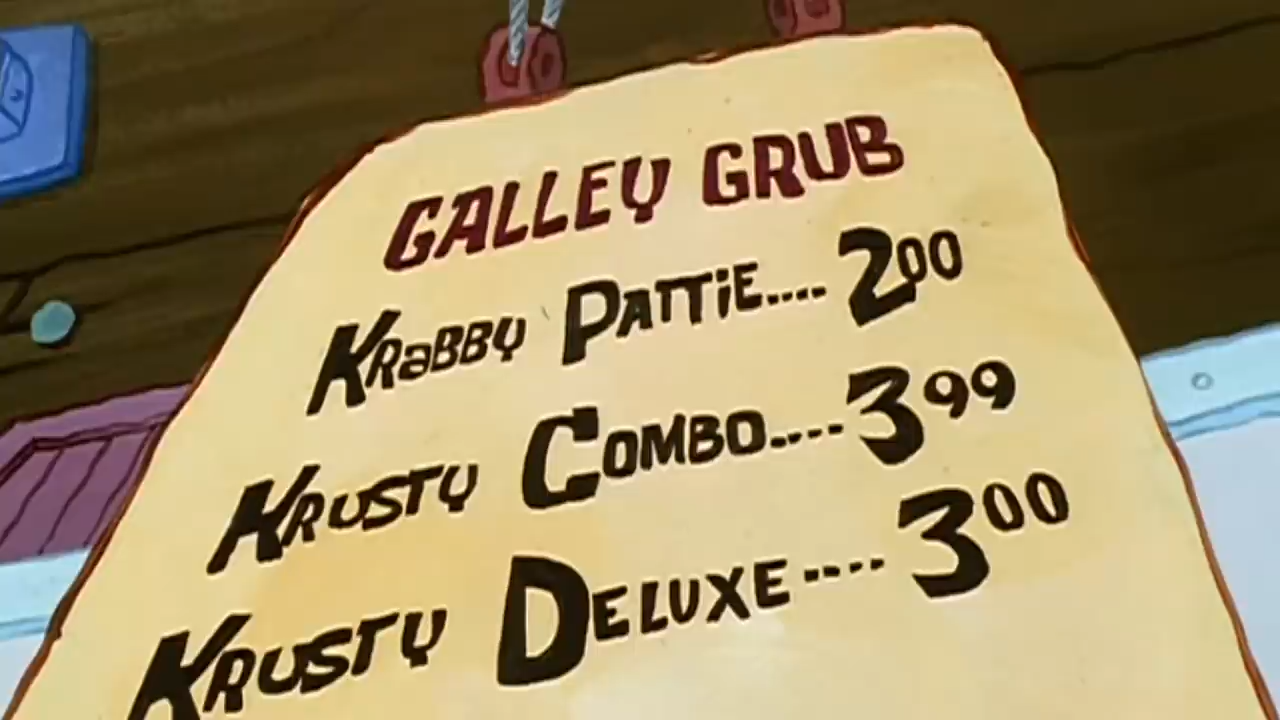 GALLEY GRUB
KRaBBY PATTiE.... 2 00
KRUSTY COMBO.... 3 99
KRUSTY DELUXE.... 3 00